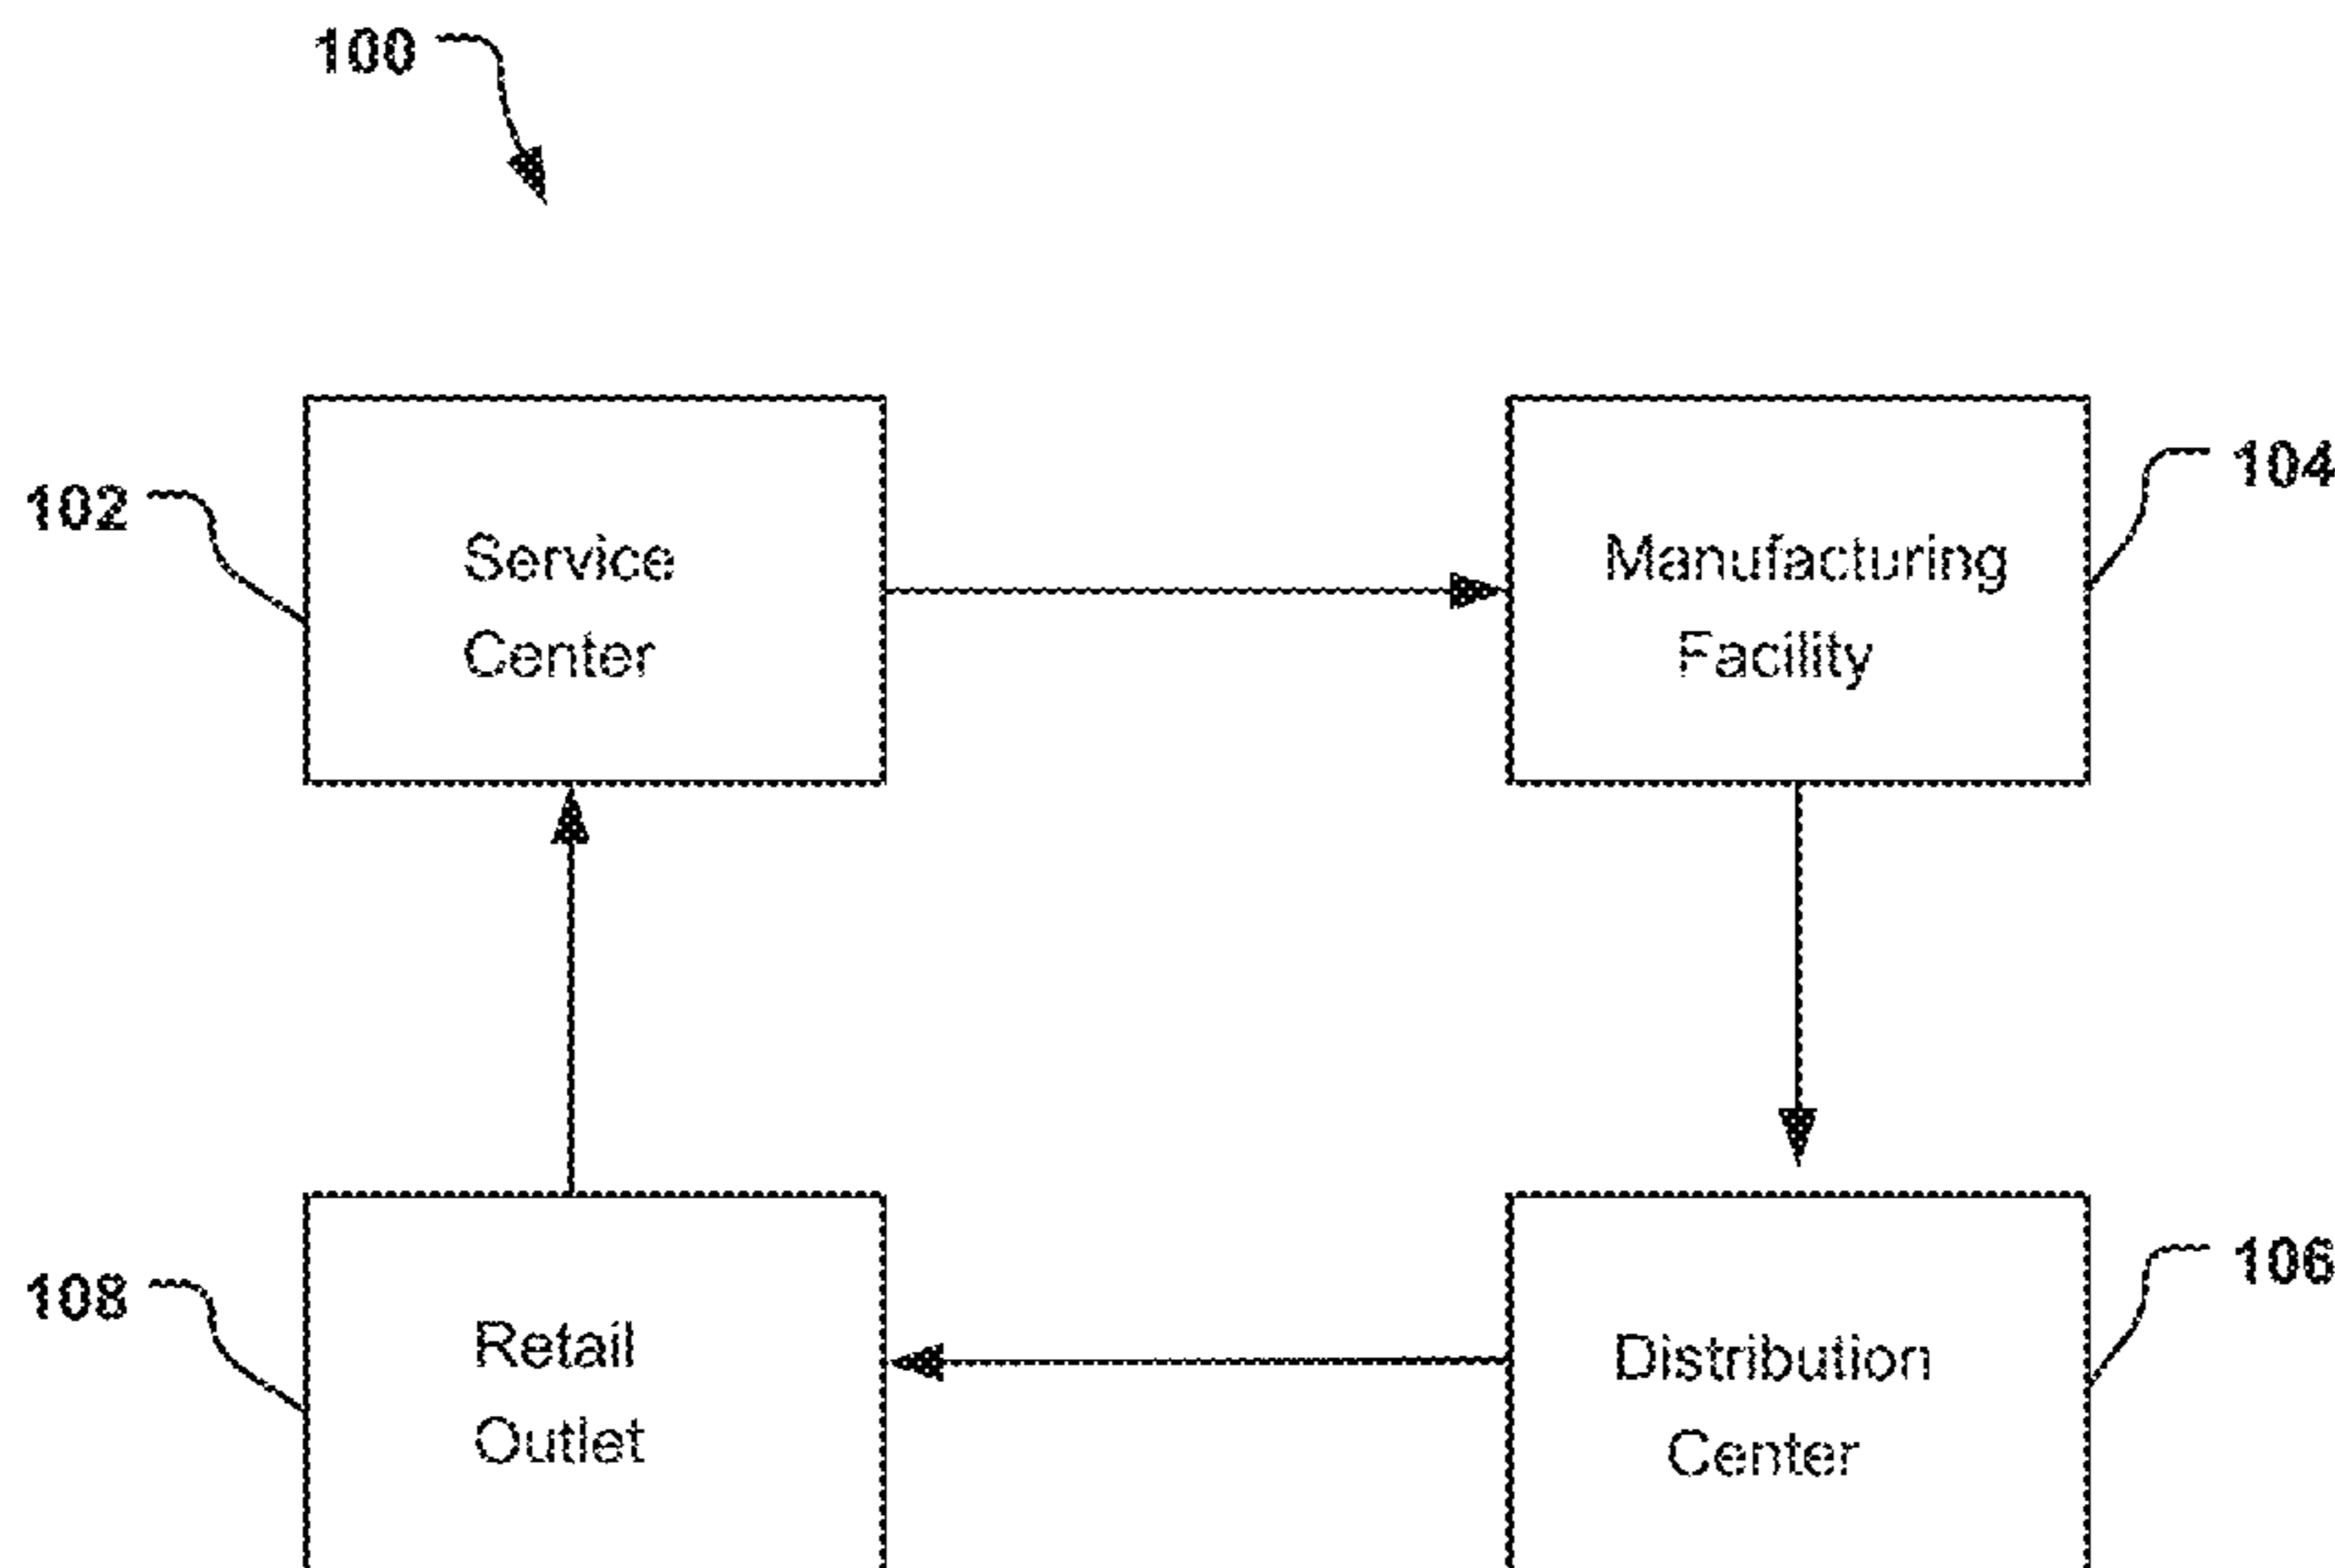 100
102
Service
Center
Manufacturing
Facility
104
108
Retail
Outlet
Distribution
Center
106